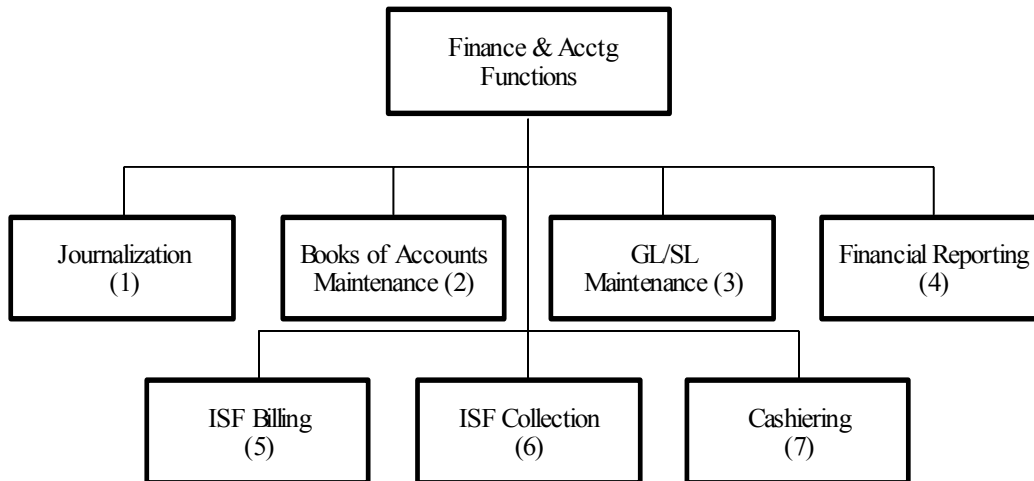 Finance & Acctg
Functions
Journalization
(1)
Books of Accounts
Maintenance (2)
GL/SL
Maintenance (3)
Financial Reporting
(4)
ISF Billing
(5)
ISF Collection
(6)
Cashiering
(7)